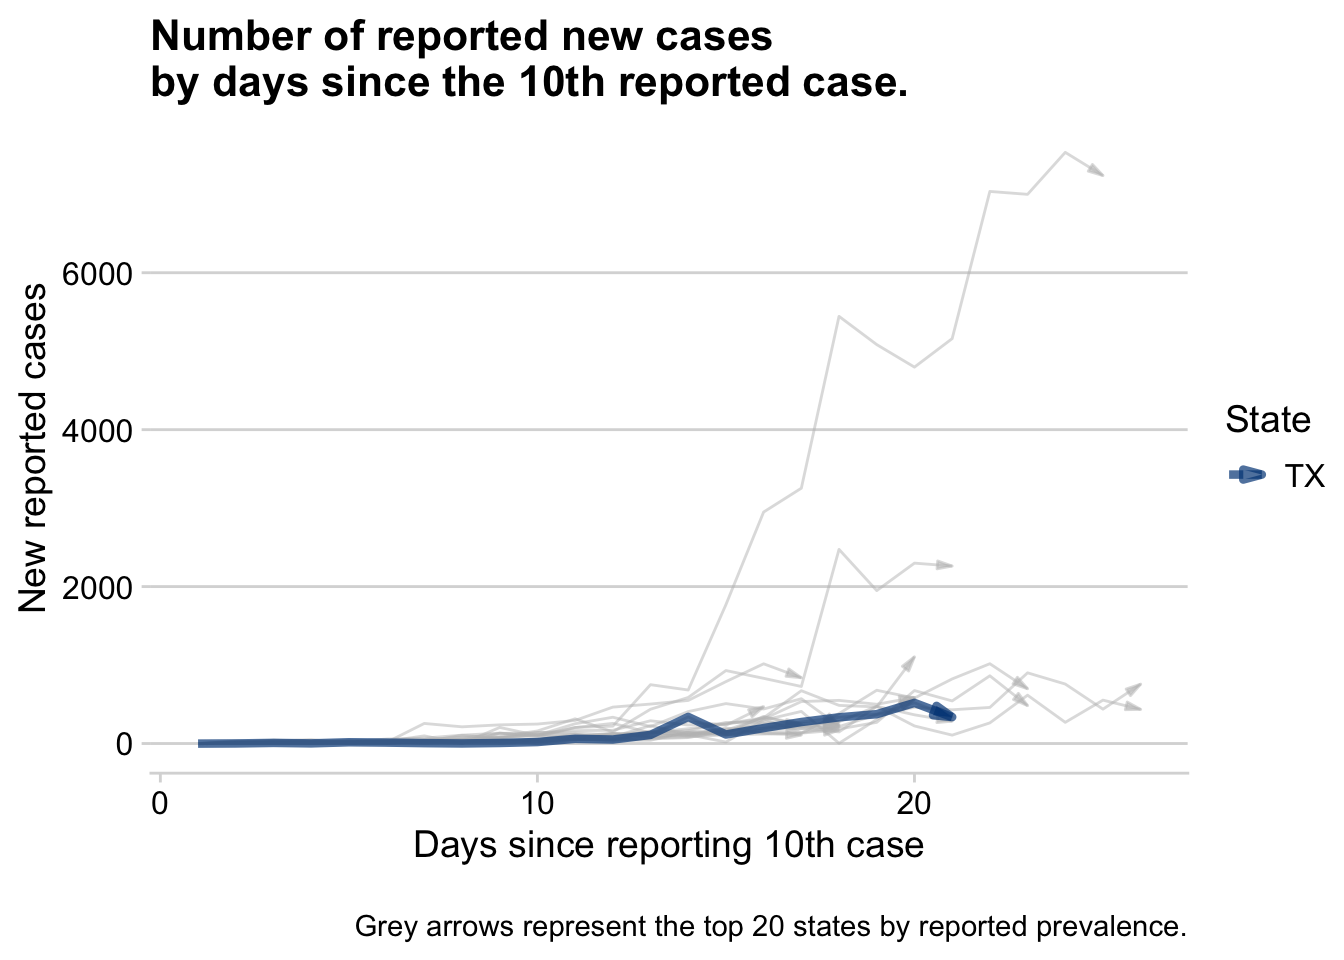 Number of reported new cases
by days since the 10th reported case.
New reported cases
6000
4000
2000
0
0 10 20
Days since reporting 10th case
State
TX
Grey arrows represent the top 20 states by reported prevalence.